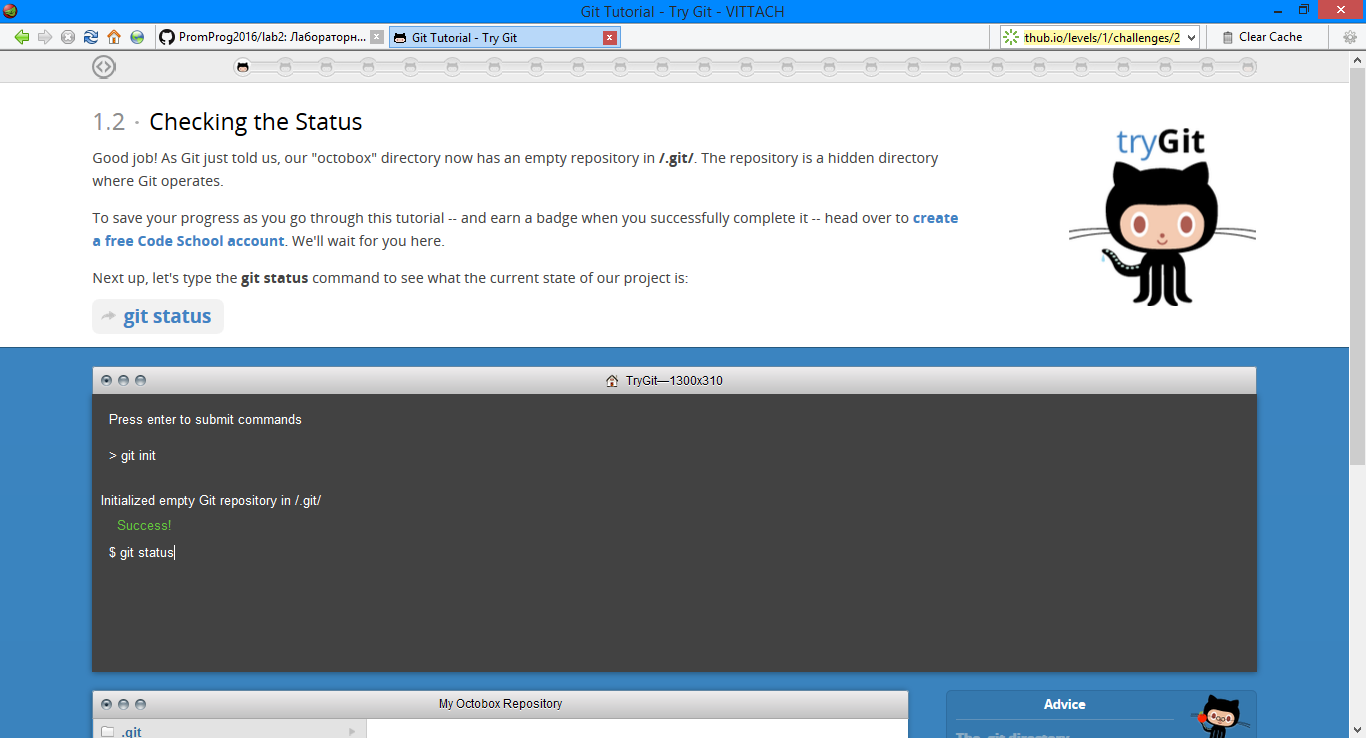 Git Tutorial - Try Git - VITTACH
PromProg2016/lab2: Лабораторн...
Git Tutorial - Try Git
thub.io/levels/1/challenges/2
Clear Cache
1.2 · Checking the Status
Good job! As Git just told us, our "octobox" directory now has an empty repository in /.git/. The repository is a hidden directory
where Git operates.
To save your progress as you go through this tutorial -- and earn a badge when you successfully complete it -- head over to create
a free Code School account. We'll wait for you here.
Next up, let's type the git status command to see what the current state of our project is:
git status
tryGit
TryGit—1300x310
Press enter to submit commands
> git init
Initialized empty Git repository in /.git/
Success!
$ git status
My Octobox Repository
.git
Advice
The .git directory